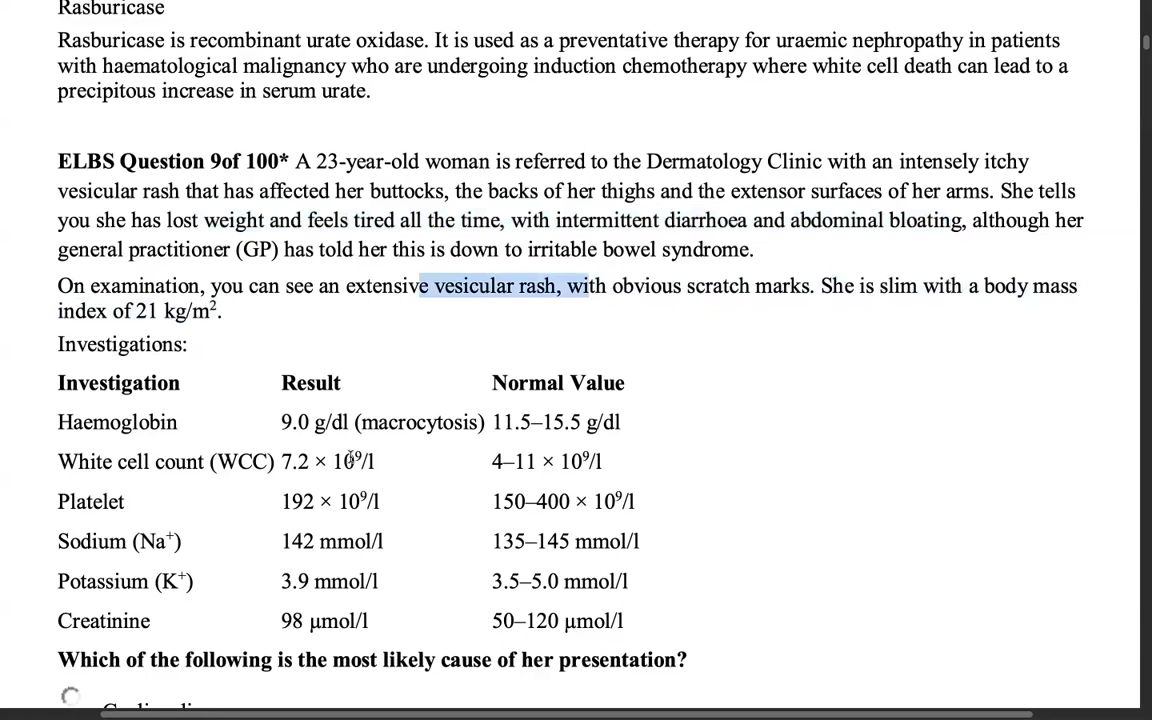 Rasburicase
Rasburicase is recombinant urate oxidase. It is used as a preventative therapy for uraemic nephropathy in patients
with haematological malignancy who are undergoing induction chemotherapy where white cell death can lead to a
precipitous increase in serum urate.
ELBS Question 9of 100* A 23-year-old woman is referred to the Dermatology Clinic with an intensely itchy
vesicular rash that has affected her buttocks, the backs of her thighs and the extensor surfaces of her arms. She tells
you she has lost weight and feels tired all the time, with intermittent diarrhoea and abdominal bloating, although her
general practitioner (GP) has told her this is down to irritable bowel syndrome.
On examination, you can see an extensive vesicular rash, with obvious scratch marks. She is slim with a body mass
index of 21 kg/m².
Investigations:
Investigation Result Normal Value
Haemoglobin 9.0 g/dl (macrocytosis) 11.5–15.5 g/dl
White cell count (WCC) 7.2 × 10⁹/l 4–11 × 10⁹/l
Platelet 192 × 10⁹/l 150–400 × 10⁹/l
Sodium (Na⁺) 142 mmol/l 135–145 mmol/l
Potassium (K⁺) 3.9 mmol/l 3.5–5.0 mmol/l
Creatinine 98 µmol/l 50–120 µmol/l
Which of the following is the most likely cause of her presentation?